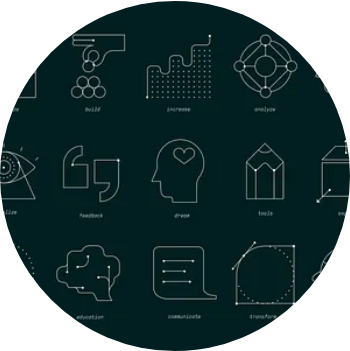 build
increase
analyze
feedback
dream
tools
education
communicate
transform